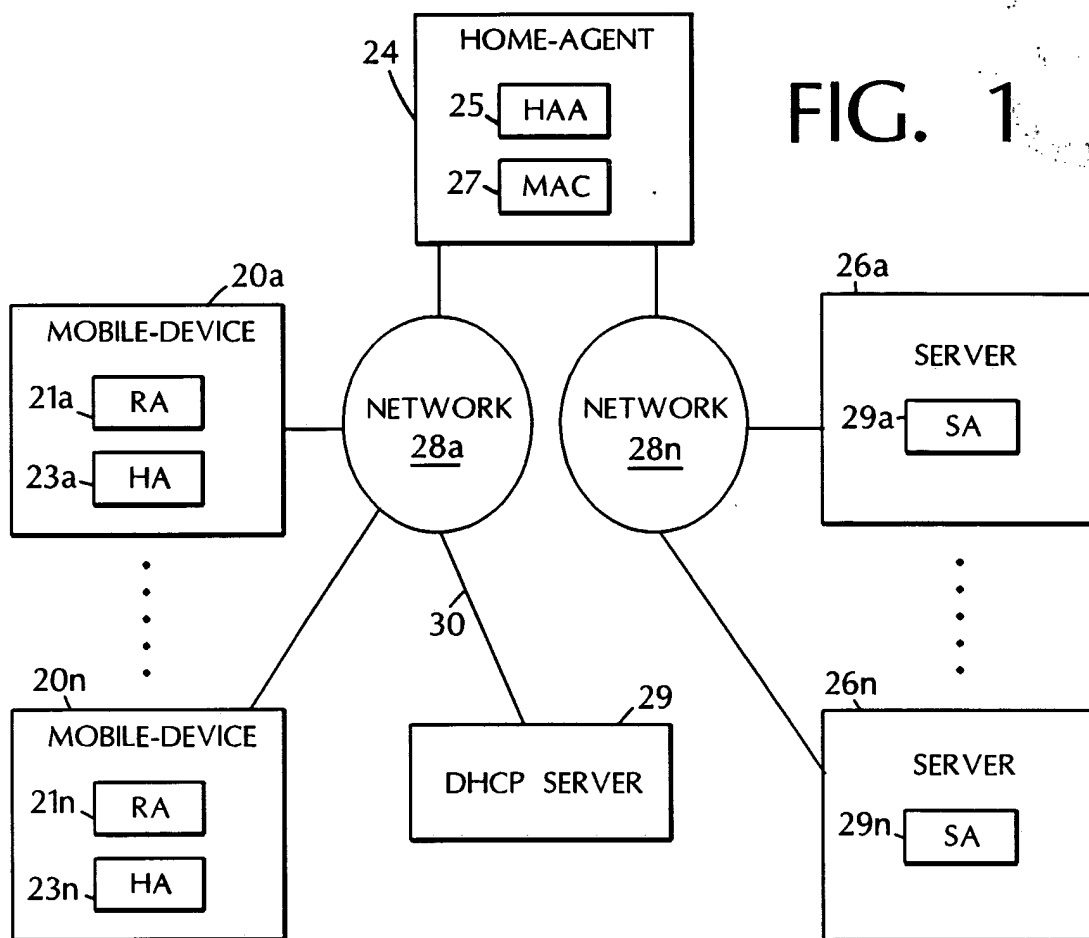 FIG. 1
HOME-AGENT
24
25 HAA
27 MAC
20a
MOBILE-DEVICE
21a RA
23a HA
NETWORK
28a
NETWORK
28n
26a
SERVER
29a SA
30
20n
MOBILE-DEVICE
21n RA
23n HA
29
DHCP SERVER
26n
SERVER
29n SA